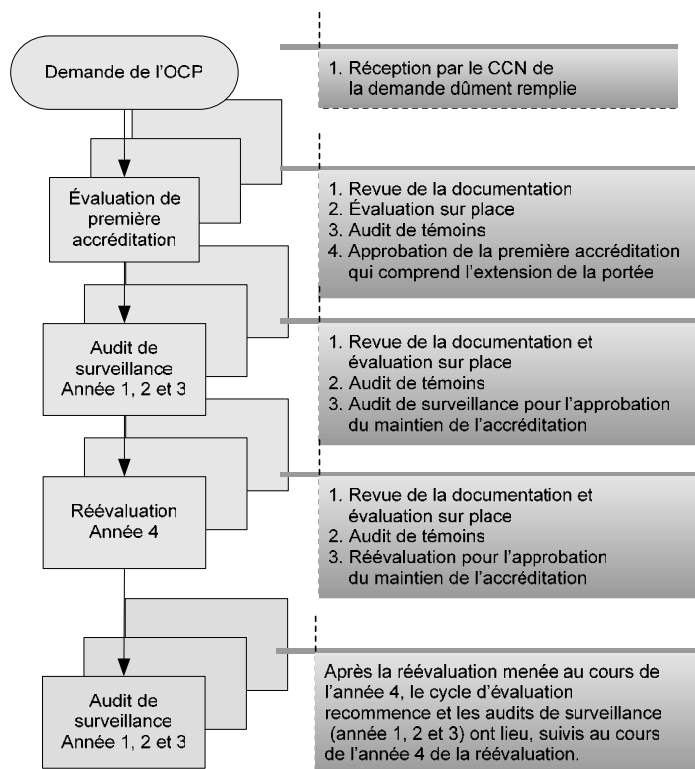 Demande de l'OCP
1. Réception par le CCN de
la demande dûment remplie
Évaluation de
première
accréditation
1. Revue de la documentation
2. Évaluation sur place
3. Audit de témoins
4. Approbation de la première accréditation
qui comprend l'extension de la portée
Audit de
surveillance
Année 1, 2 et 3
1. Revue de la documentation et
évaluation sur place
2. Audit de témoins
3. Audit de surveillance pour l'approbation
du maintien de l'accréditation
Réévaluation
Année 4
1. Revue de la documentation et
évaluation sur place
2. Audit de témoins
3. Réévaluation pour l'approbation
du maintien de l'accréditation
Audit de
surveillance
Année 1, 2 et 3
Après la réévaluation menée au cours de
l'année 4, le cycle d'évaluation
recommence et les audits de surveillance
(année 1, 2 et 3) ont lieu, suivis au cours
de l'année 4 de la réévaluation.